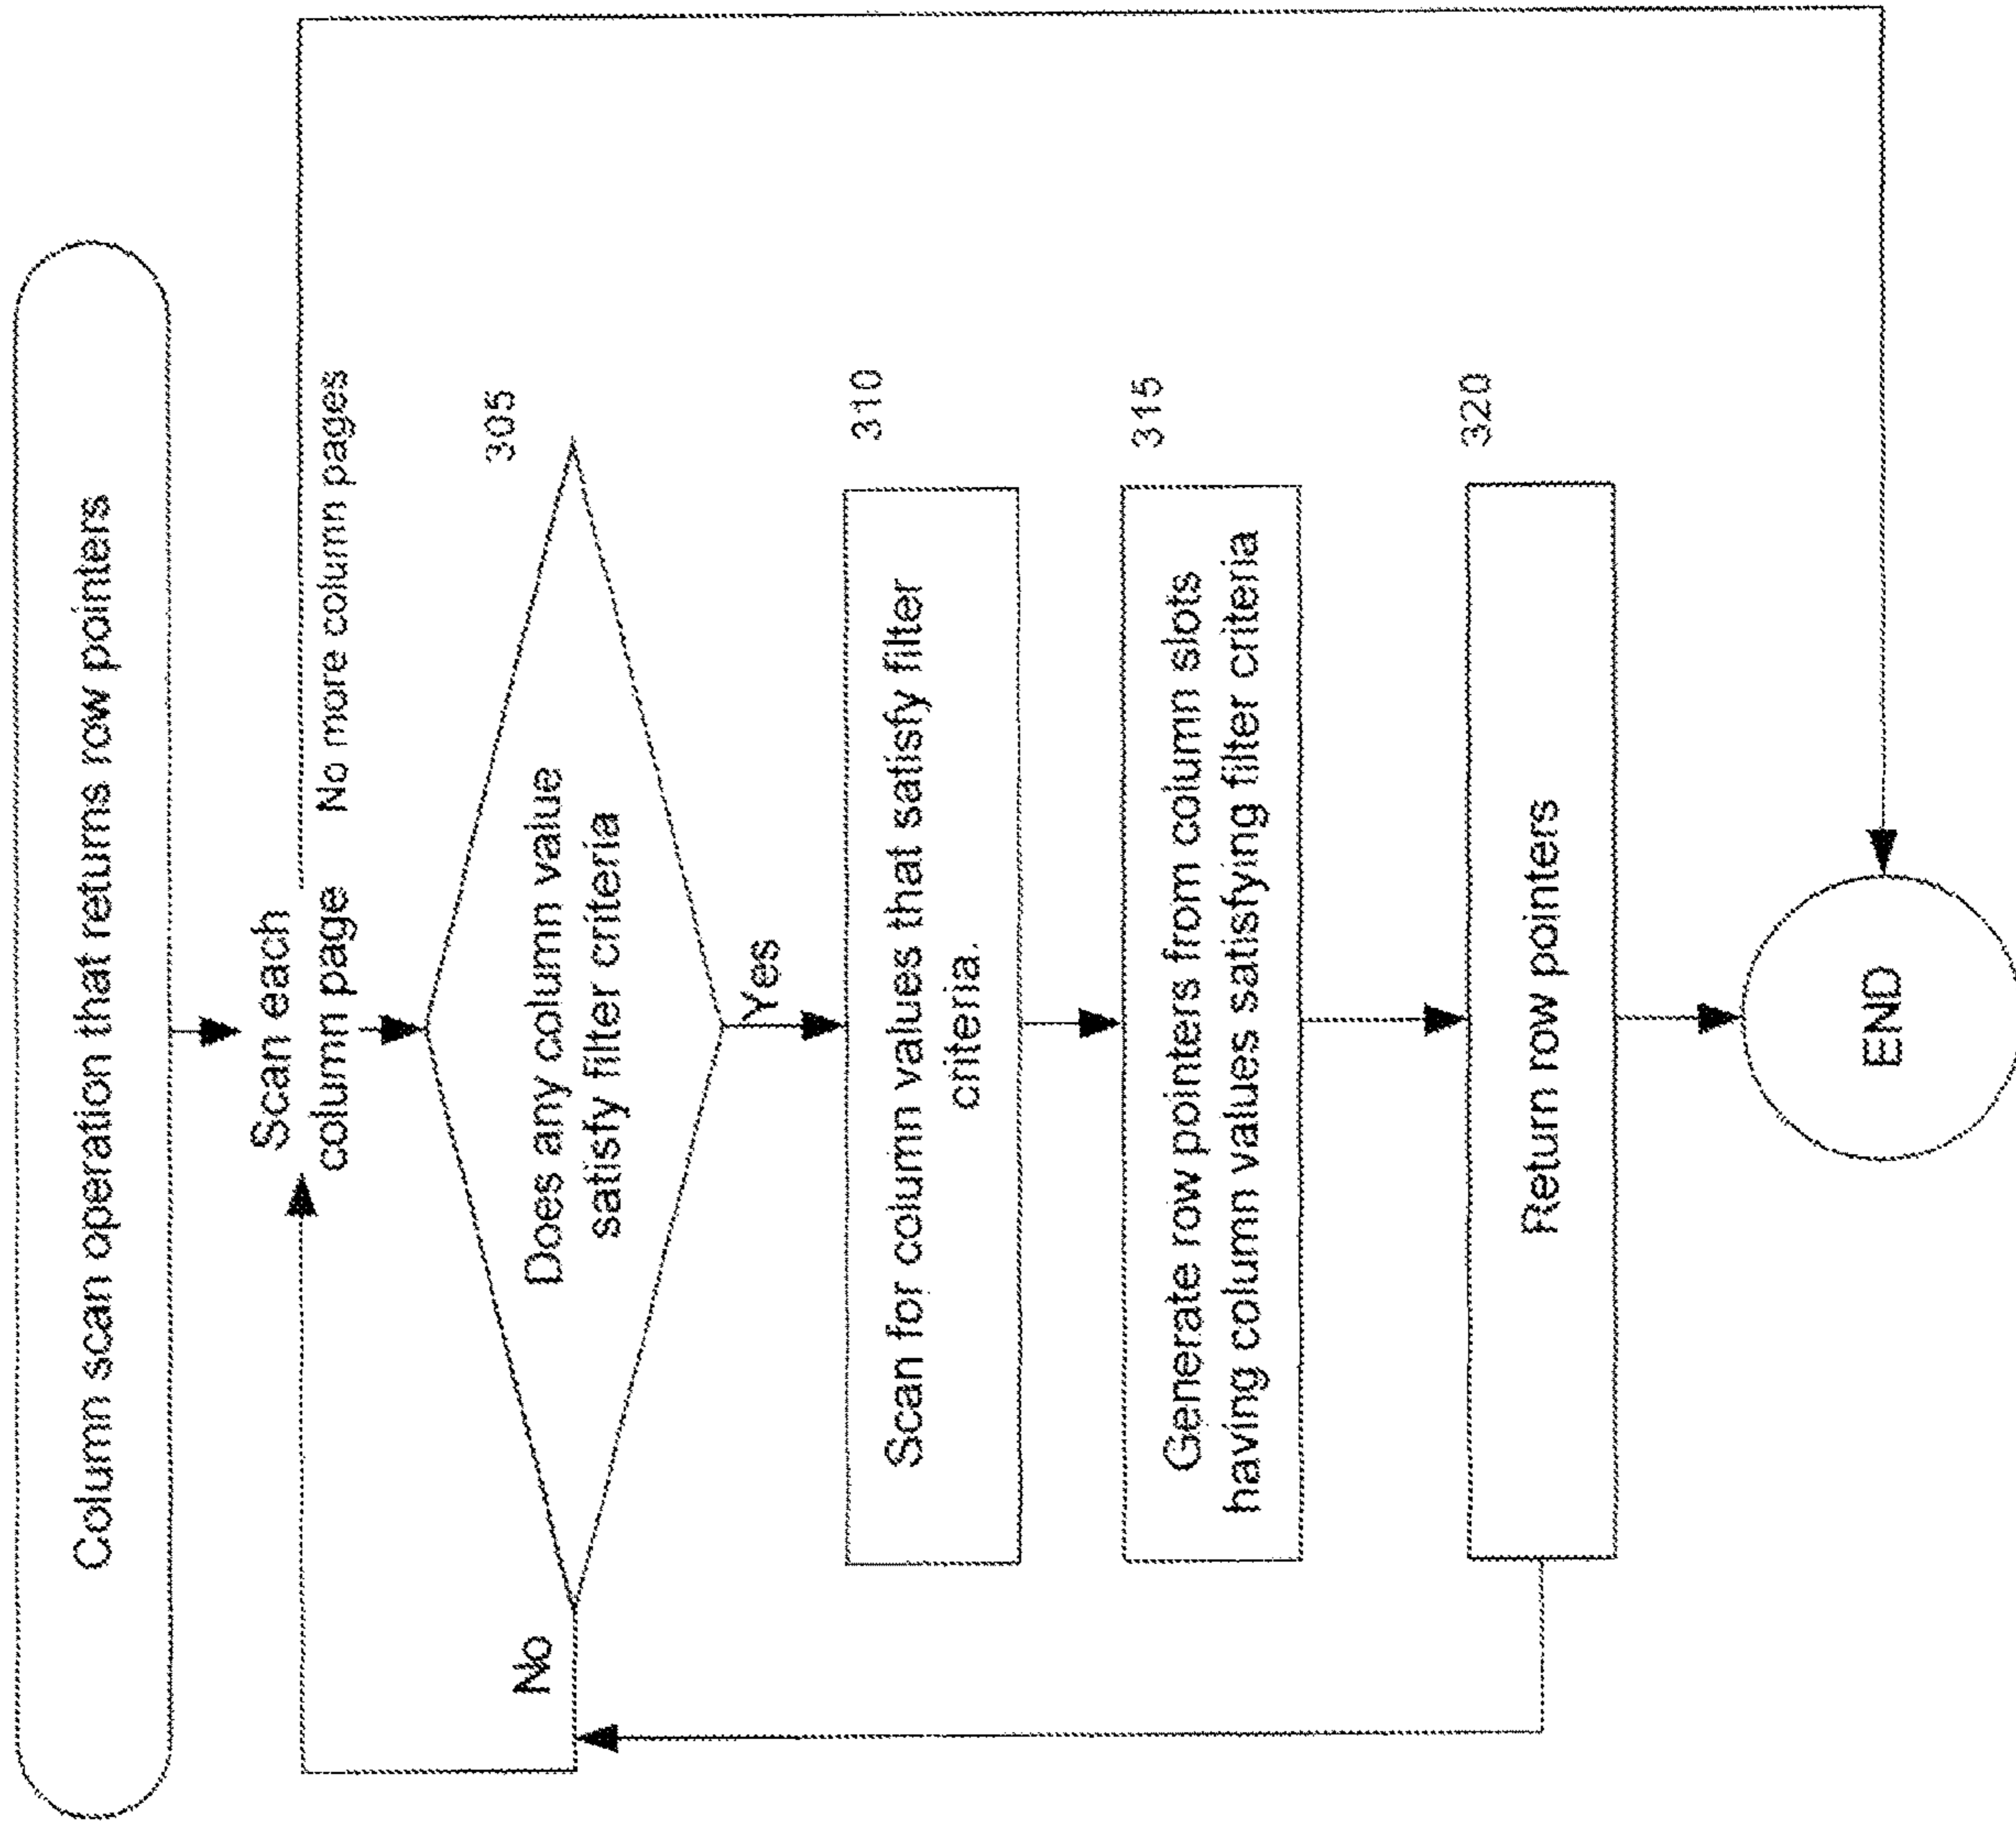 Column scan operation that returns row pointers
Scan each
column page
No more column pages
305
Does any column value
satisfy filter criteria
No
Yes
310
Scan for column values that satisfy filter
criteria.
315
Generate row pointers from column slots
having column values satisfying filter criteria
320
Return row pointers
END